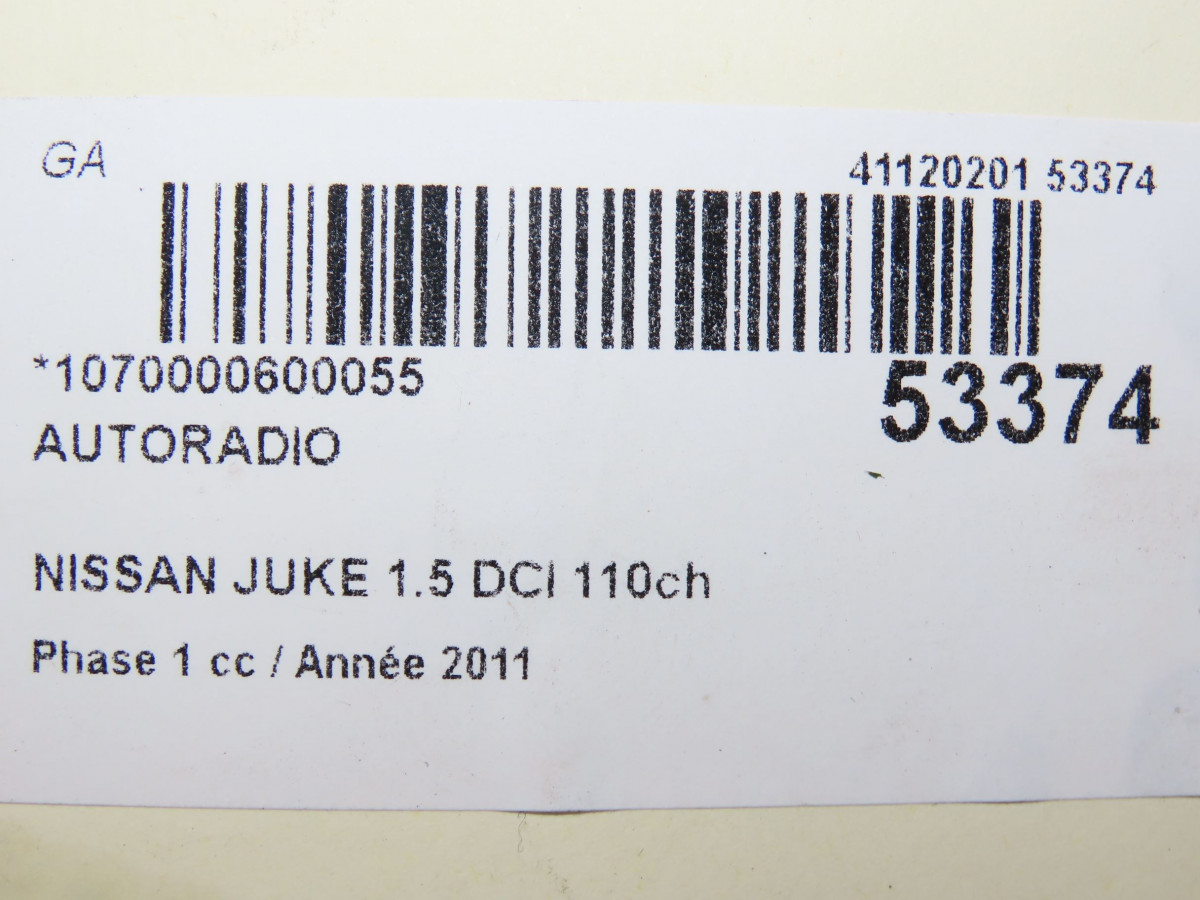 GA
41120201 53374
*1070000600055
53374
AUTORADIO
NISSAN JUKE 1.5 DCI 110ch
Phase 1 cc / Année 2011